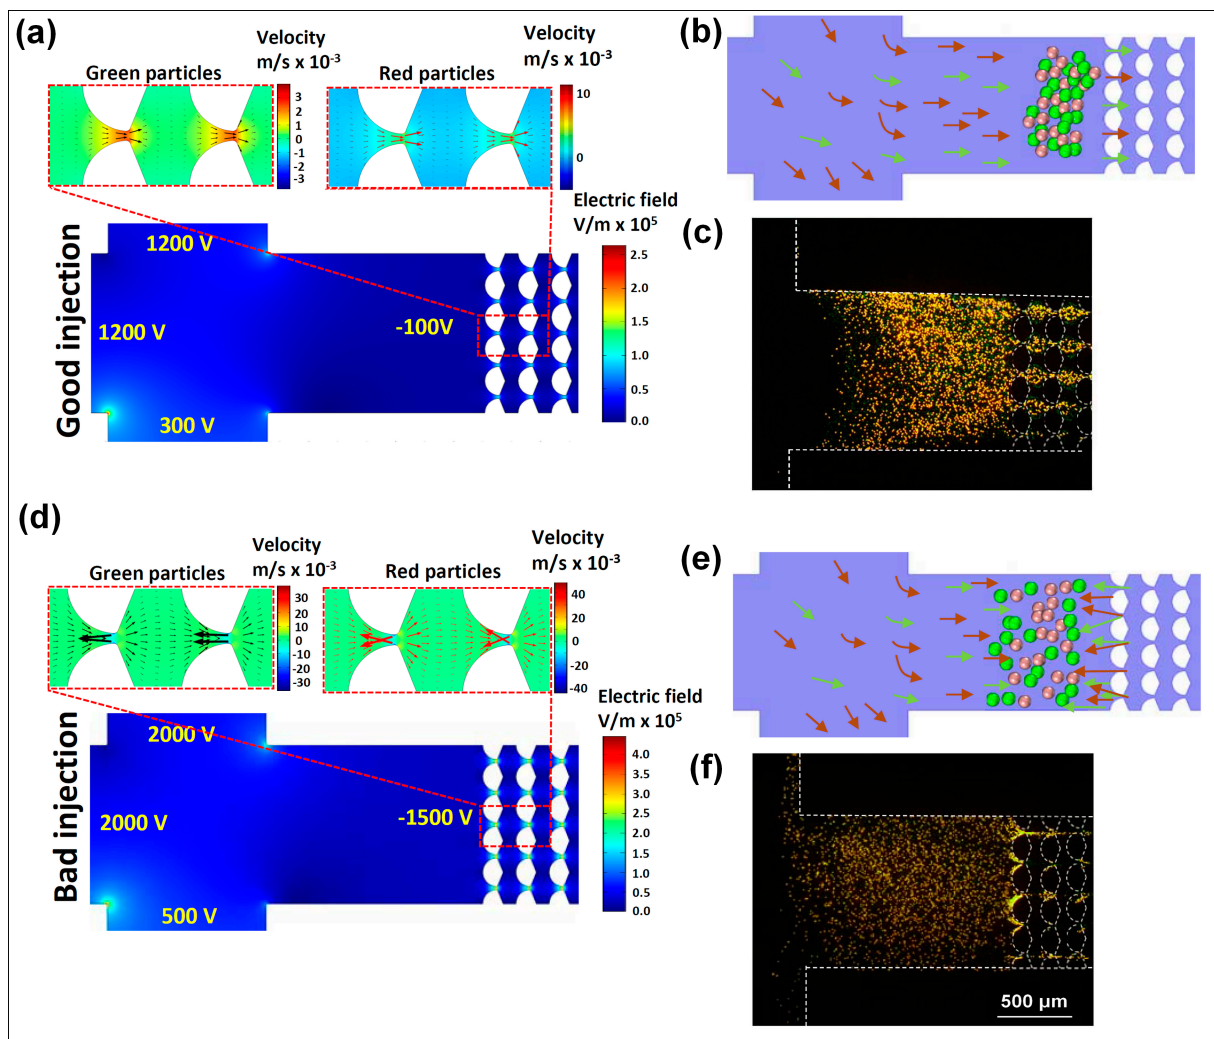 (a)
Velocity
m/s x 10-3
Green particles
3
2
1
0
-1
-2
-3
Velocity
m/s x 10-3
Red particles
10
0
Electric field
V/m x 105
2.5
2.0
1.5
1.0
0.5
0.0
Good injection
1200 V
1200 V
-100V
300 V
(b)
(c)
(d)
Velocity
m/s x 10-3
Green particles
30
20
10
0
-10
-20
-30
Velocity
m/s x 10-3
Red particles
40
20
0
-20
-40
Electric field
V/m x 105
4.0
3.5
3.0
2.5
2.0
1.5
1.0
0.5
0.0
Bad injection
2000 V
2000 V
-1500 V
500 V
(e)
(f)
500 µm